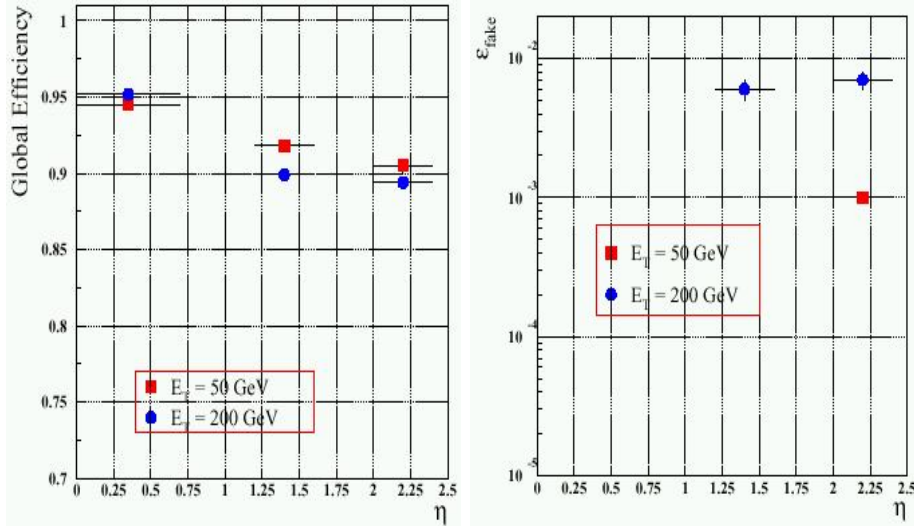 Global Efficiency
1
0.95
0.9
0.85
0.8
0.75
0.7
E_T = 50 GeV
E_T = 200 GeV
0 0.25 0.5 0.75 1 1.25 1.5 1.75 2 2.25 2.5
η
ε_fake
10^-2
10^-3
10^-4
10^-5
E_T = 50 GeV
E_T = 200 GeV
0 0.25 0.5 0.75 1 1.25 1.5 1.75 2 2.25 2.5
η